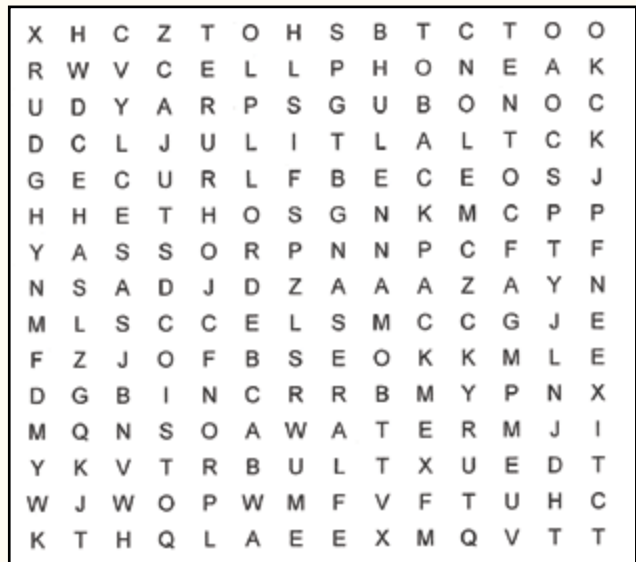 X H C Z T O H S B T C T O O
R W V C E L L P H O N E A K
U D Y A R P S G U B O N O C
D C L J U L I T L A L T C K
G E C U R L F B E C E O S J
H H E T H O S G N K M C P P
Y A S S O R P N N P C F T F
N S A D J D Z A A A Z A Y N
M L S C C E L S M C C G J E
F Z J O F B S E O K K M L E
D G B I N C R R B M Y P N X
M Q N S O A W A T E R M J I
Y K V T R B U L T X U E D T
W J W O P W M F V F T U H C
K T H Q L A E E X M Q V T T